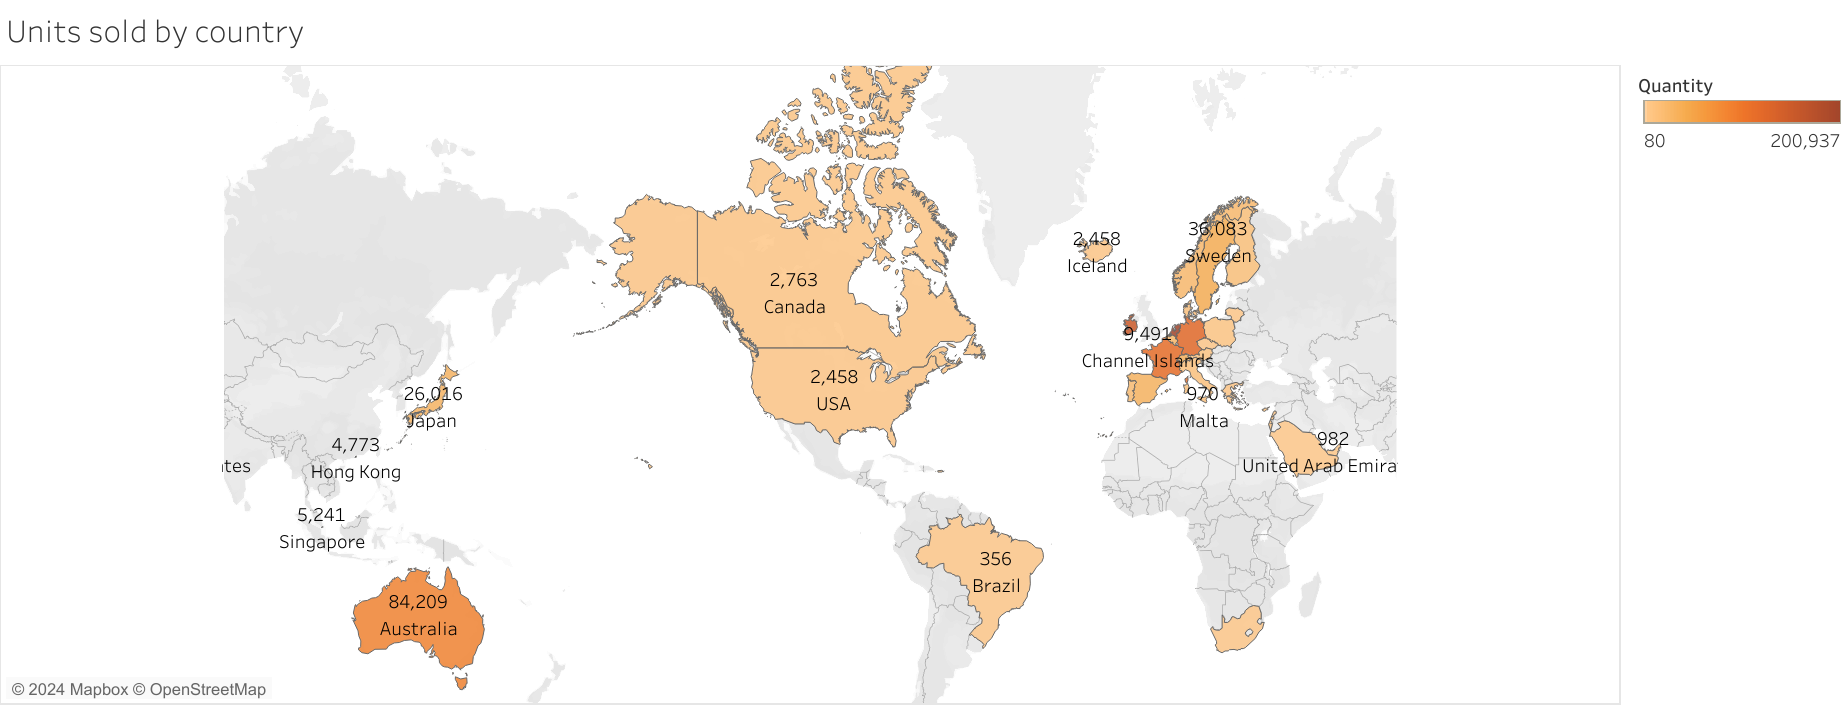 Units sold by country
Quantity
80
200,937
2,763
Canada
2,458
Iceland
36,083
Sweden
9,491
Channel Islands
2,458
USA
26,016
Japan
970
Malta
4,773
Hong Kong
982
United Arab Emira
tes
5,241
Singapore
356
Brazil
84,209
Australia
© 2024 Mapbox © OpenStreetMap